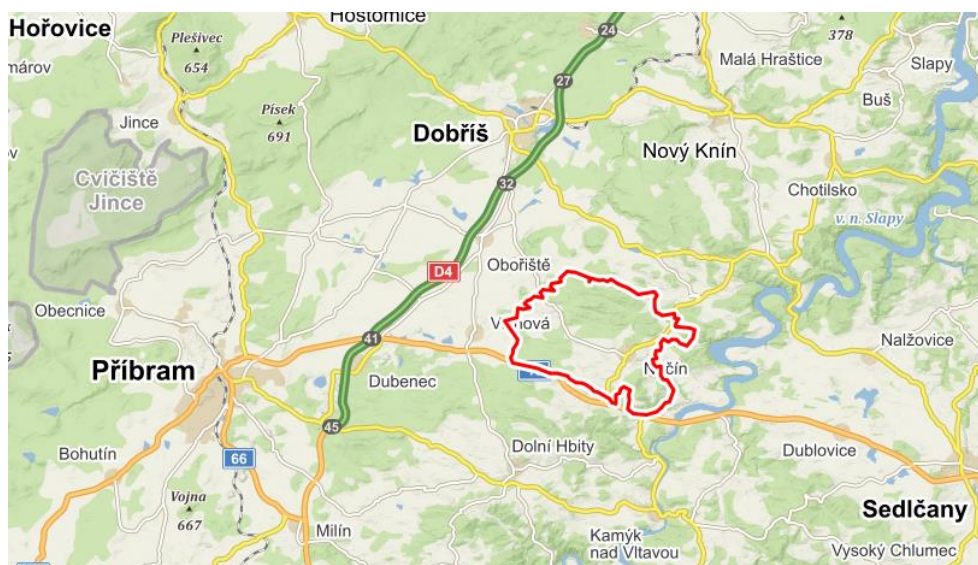 Hořovice
Hostomice
24
378
Plešivec
654
Malá Hraštice
Slapy
márov
27
Buš
Jince
Písek
691
Dobříš
Nový Knín
Cvičiště
Jince
32
Chotilsko
v. n. Slapy
D4
Obořiště
Obecnice
41
Nalžovice
Příbram
Dubenec
45
Dolní Hbity
Dublovice
Bohutín
66
Vojna
667
Sedlčany
Milín
Kamýk
nad Vltavou
Vysoký Chlumec